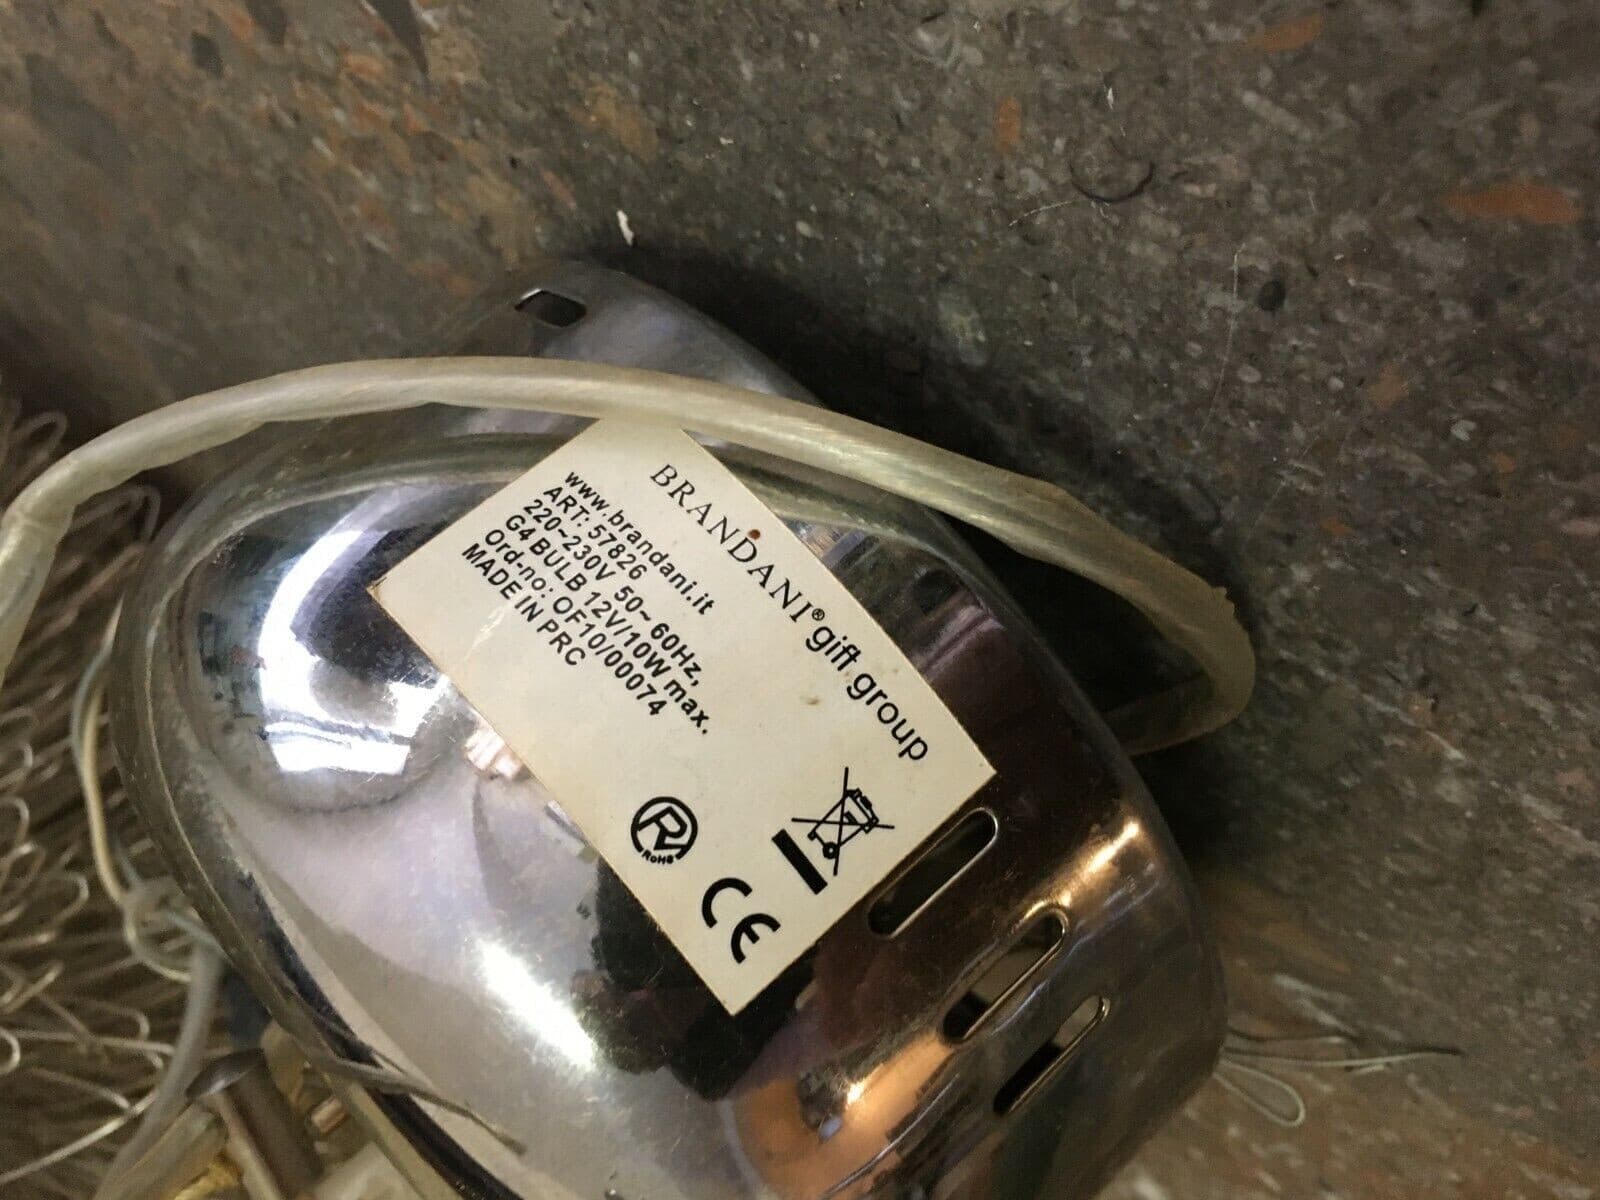 BRANDANI® gift group
www.brandani.it
ART: 57826
220~230V 50~60Hz,
G4 BULB 12V/10W max.
Ord-no: OF10/00074
MADE IN PRC
R
RoHS
CE